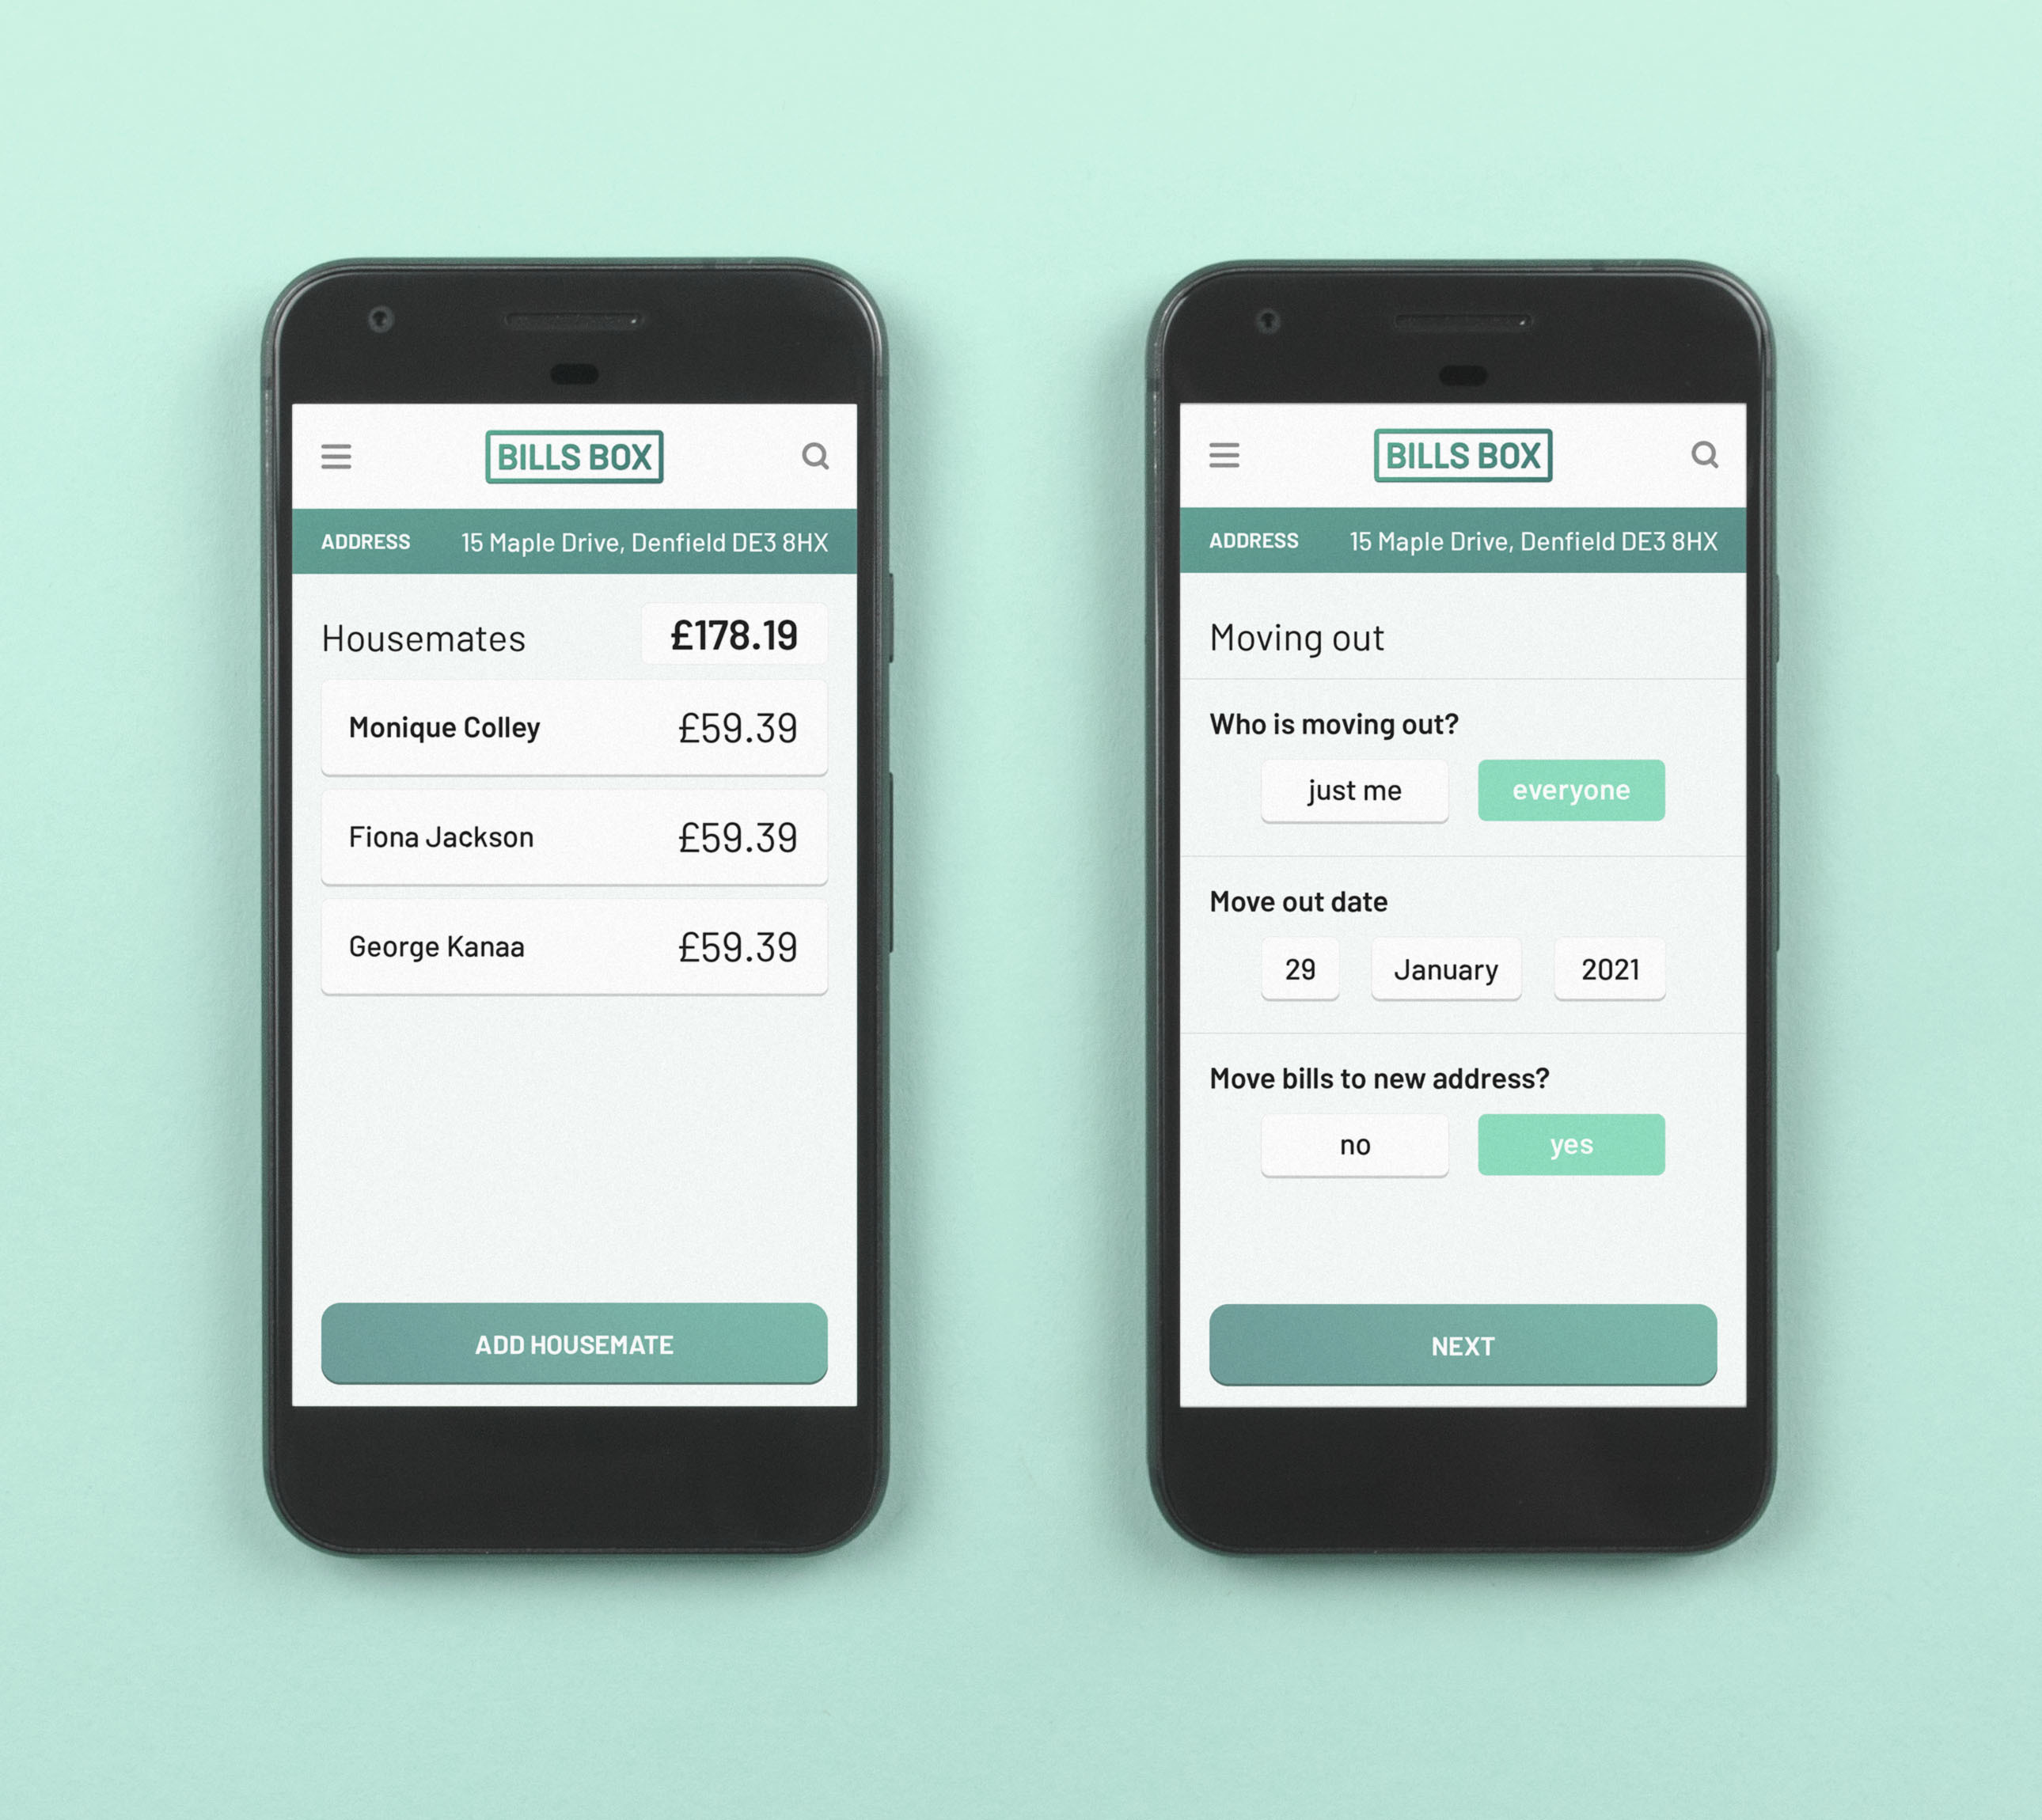 BILLS BOX
ADDRESS 15 Maple Drive, Denfield DE3 8HX
Housemates £178.19
Monique Colley £59.39
Fiona Jackson £59.39
George Kanaa £59.39
ADD HOUSEMATE
BILLS BOX
ADDRESS 15 Maple Drive, Denfield DE3 8HX
Moving out
Who is moving out?
just me everyone
Move out date
29 January 2021
Move bills to new address?
no yes
NEXT